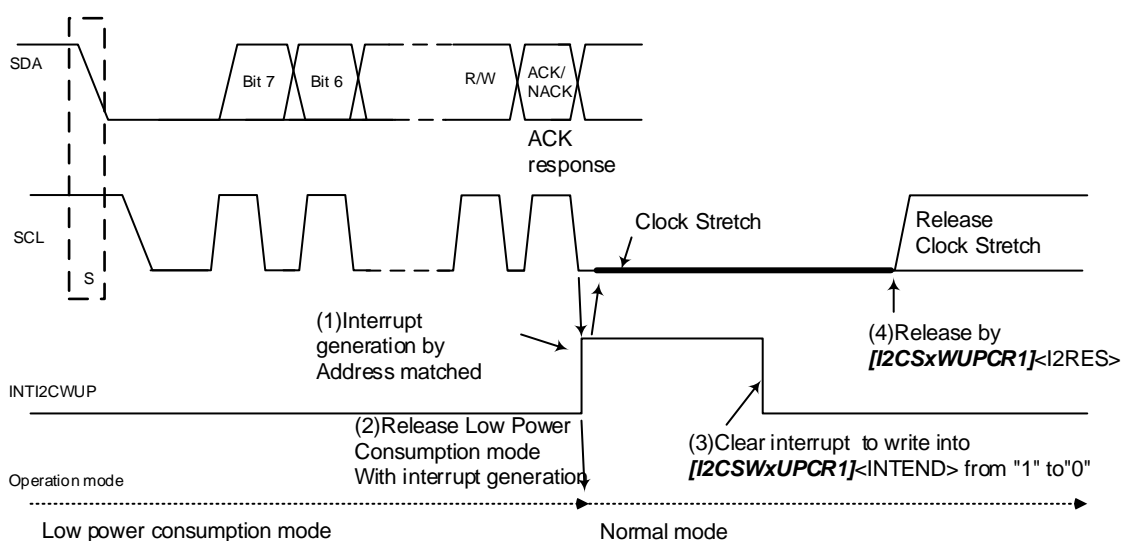 SDA
Bit 7
Bit 6
R/W
ACK/
NACK
ACK
response
SCL
S
Clock Stretch
Release
Clock Stretch
(1)Interrupt
generation by
Address matched
(4)Release by
[I2CSxWUPCR1]<I2RES>
INTI2CWUP
(2)Release Low Power
Consumption mode
With interrupt generation
(3)Clear interrupt to write into
[I2CSWxUPCR1]<INTEND> from "1" to"0"
Operation mode
Low power consumption mode
Normal mode